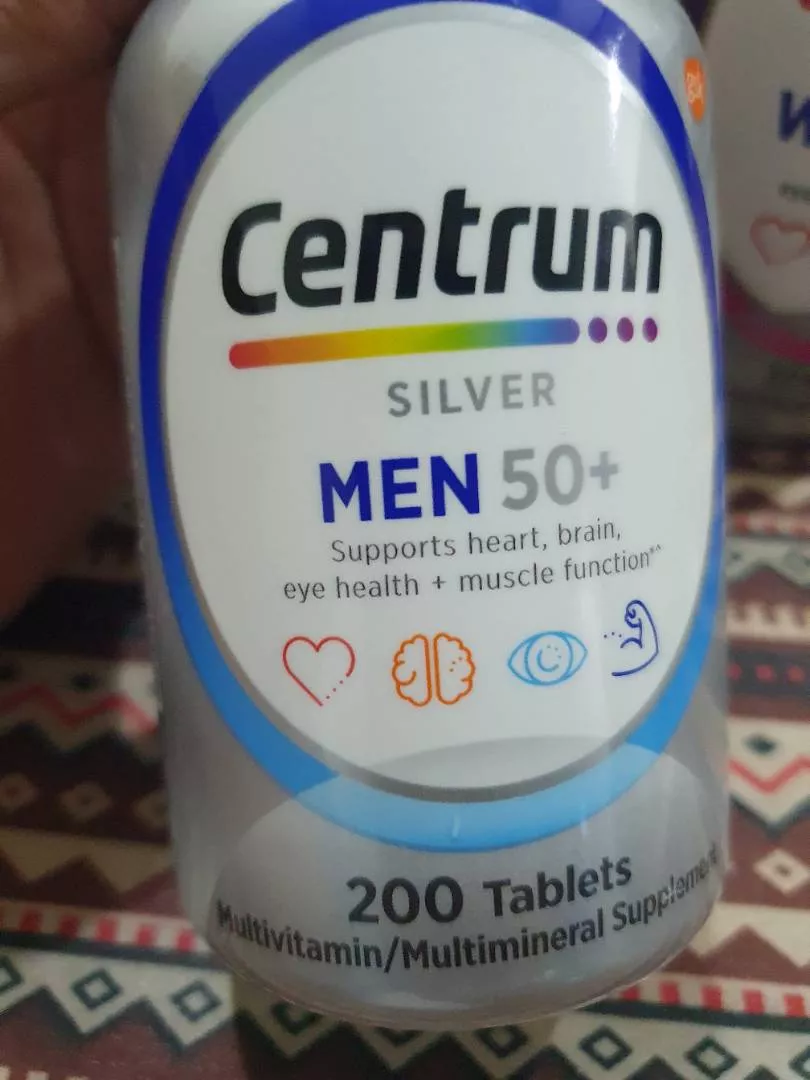 Centrum
SILVER
MEN 50+
Supports heart, brain,
eye health + muscle function*^
200 Tablets
Multivitamin/Multimineral Supplement